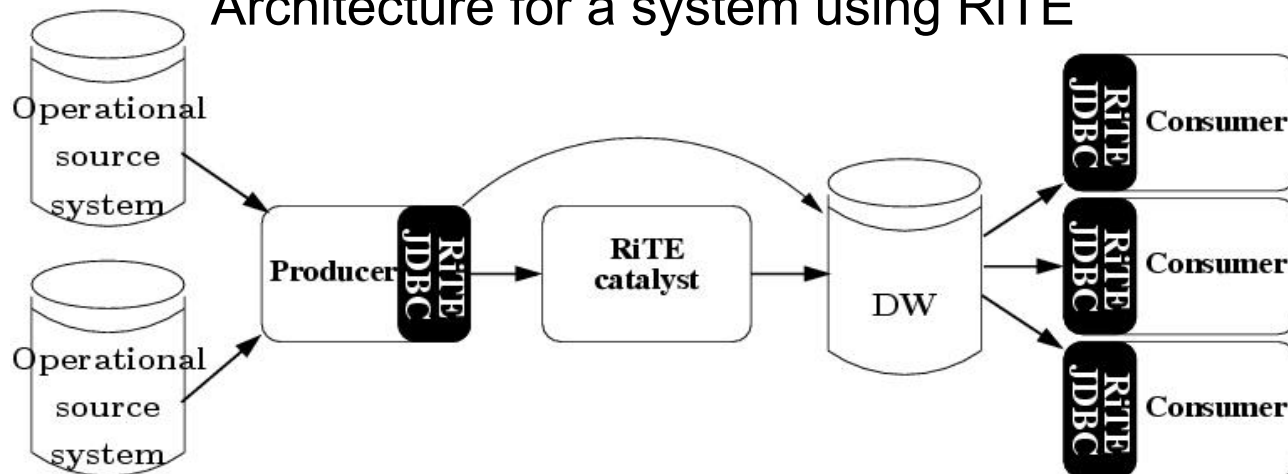 Architecture for a system using RiTE
Operational
source
system
Operational
source
system
Producer
RiTE
JDBC
RiTE
catalyst
DW
RiTE
JDBC
Consumer
RiTE
JDBC
Consumer
RiTE
JDBC
Consumer